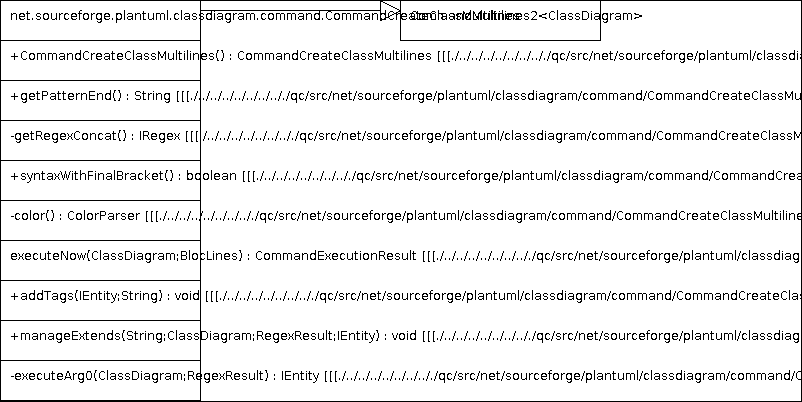 net.sourceforge.plantuml.classdiagram.command.CommandCreateClassMultilines
CommandMultilines2<ClassDiagram>
+CommandCreateClassMultilines() : CommandCreateClassMultilines [[[./../../../../../../../../qc/src/net/sourceforge/plantuml/classdia
+getPatternEnd() : String [[[./../../../../../../../../qc/src/net/sourceforge/plantuml/classdiagram/command/CommandCreateClassMu
-getRegexConcat() : IRegex [[[./../../../../../../../../qc/src/net/sourceforge/plantuml/classdiagram/command/CommandCreateClassM
+syntaxWithFinalBracket() : boolean [[[./../../../../../../../../qc/src/net/sourceforge/plantuml/classdiagram/command/CommandCrea
-color() : ColorParser [[[./../../../../../../../../qc/src/net/sourceforge/plantuml/classdiagram/command/CommandCreateClassMultiline
executeNow(ClassDiagram;BlocLines) : CommandExecutionResult [[[./../../../../../../../../qc/src/net/sourceforge/plantuml/classdiag
+addTags(IEntity;String) : void [[[./../../../../../../../../qc/src/net/sourceforge/plantuml/classdiagram/command/CommandCreateClas
+manageExtends(String;ClassDiagram;RegexResult;IEntity) : void [[[./../../../../../../../../qc/src/net/sourceforge/plantuml/classdiag
-executeArg0(ClassDiagram;RegexResult) : IEntity [[[./../../../../../../../../qc/src/net/sourceforge/plantuml/classdiagram/command/C